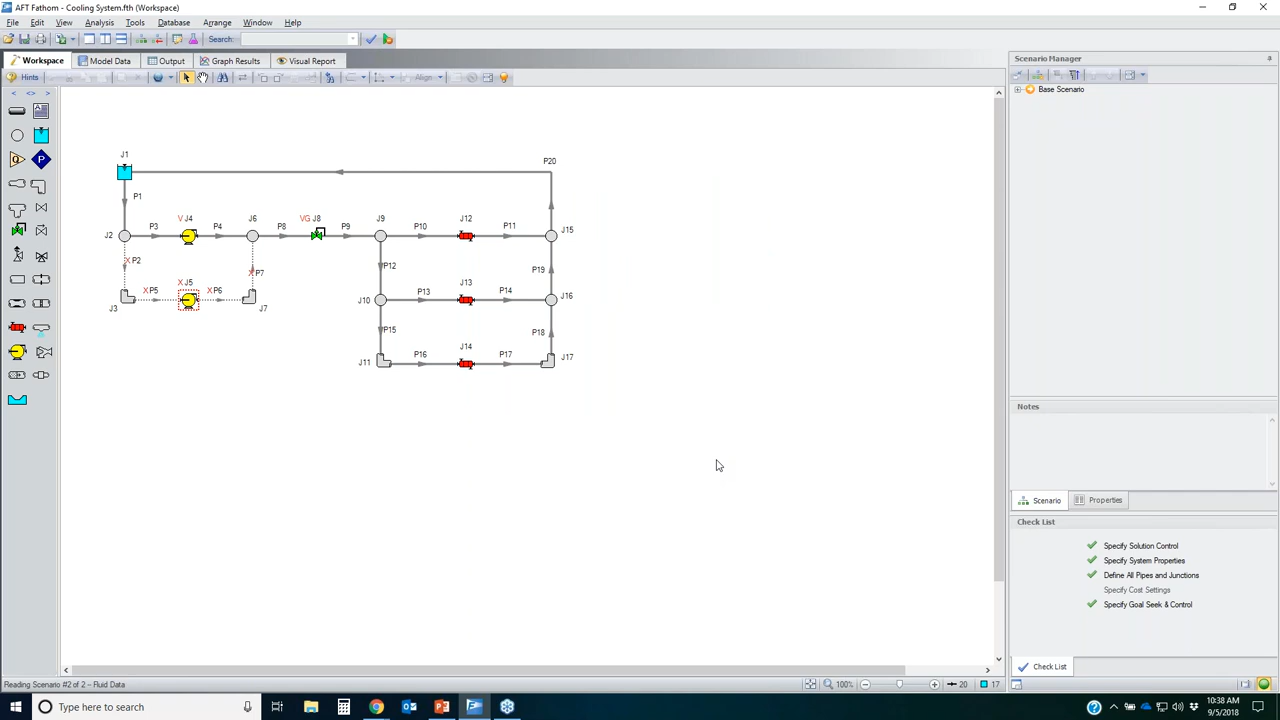 AFT Fathom - Cooling System.fth (Workspace)
File Edit View Analysis Tools Database Arrange Window Help
Search:
Workspace Model Data Output Graph Results Visual Report
Hints Align
< <> >
Scenario Manager
Base Scenario
J1
P20
P1
P3 V J4 P4 J6 P8 VG J8 P9 J9 P10 J12 P11
J2 J15
X P2 X P7 P12 P19
X P5 X J5 X P6 P13 J13 P14
J3 J7 J10 J16
P15 P18
P16 J14 P17
J11 J17
Notes
Scenario Properties
Check List
Specify Solution Control
Specify System Properties
Define All Pipes and Junctions
Specify Cost Settings
Specify Goal Seek & Control
Check List
Reading Scenario #2 of 2 - Fluid Data
100% 20 17
Type here to search
10:38 AM
9/5/2018